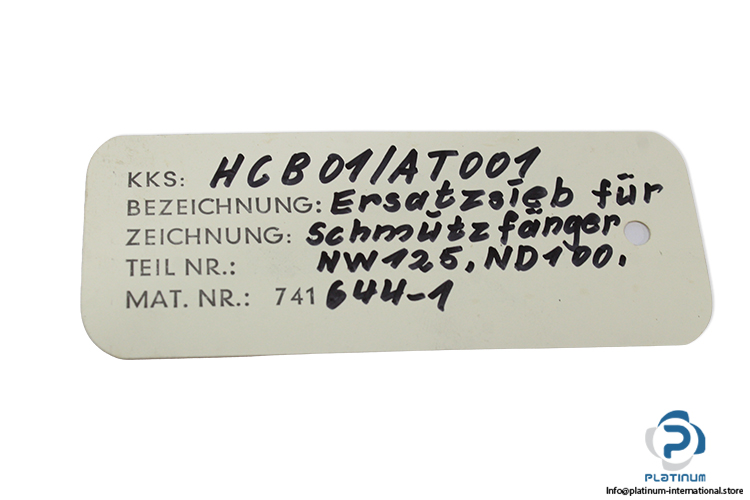 KKS: HCB01/AT001
BEZEICHNUNG: Ersatzsieb für
ZEICHNUNG: Schmützfänger
TEIL NR.: NW125, ND100.
MAT. NR.: 741 644-1
PLATINUM
Info@platinum-international.store